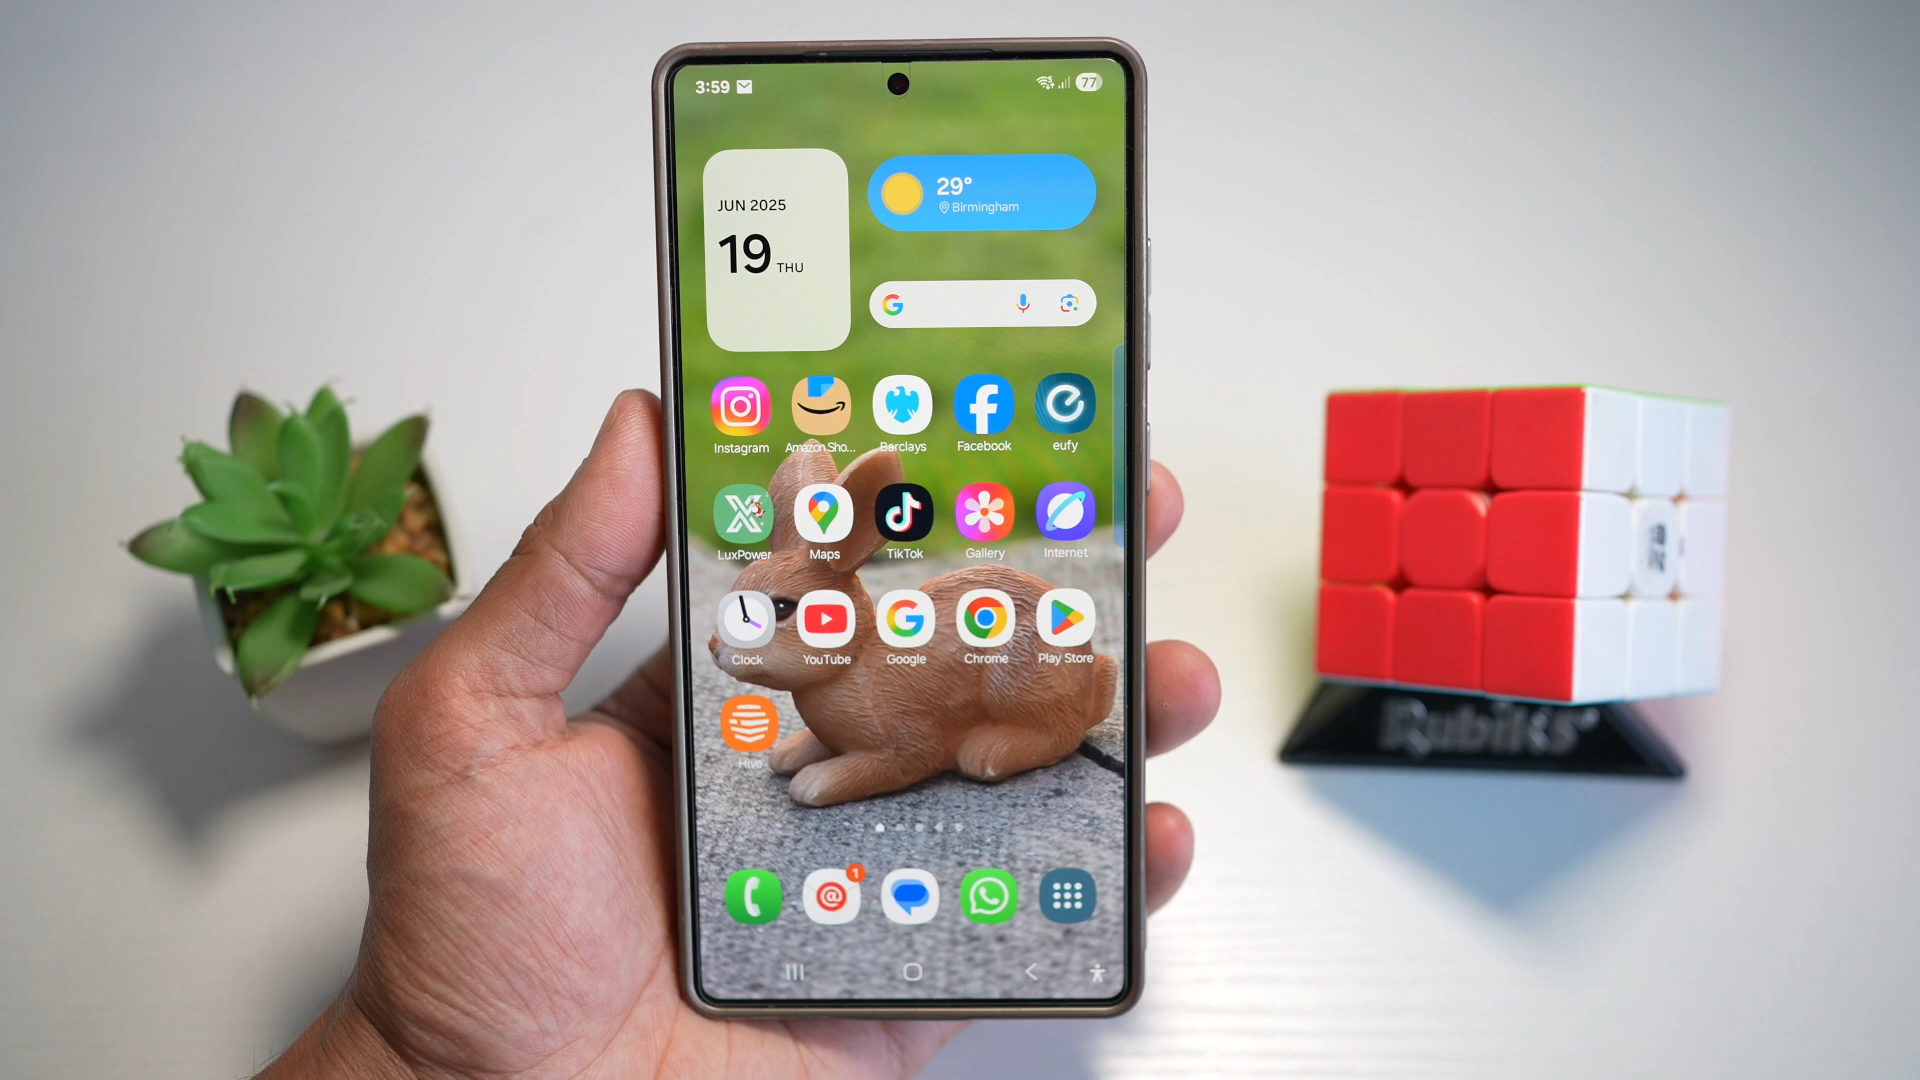 3:59
77
JUN 2025
19 THU
29°
Birmingham
Instagram
Amazon Sho...
Barclays
Facebook
eufy
LuxPower
Maps
TikTok
Gallery
Internet
Clock
YouTube
Google
Chrome
Play Store
Hive
1
Rubik's